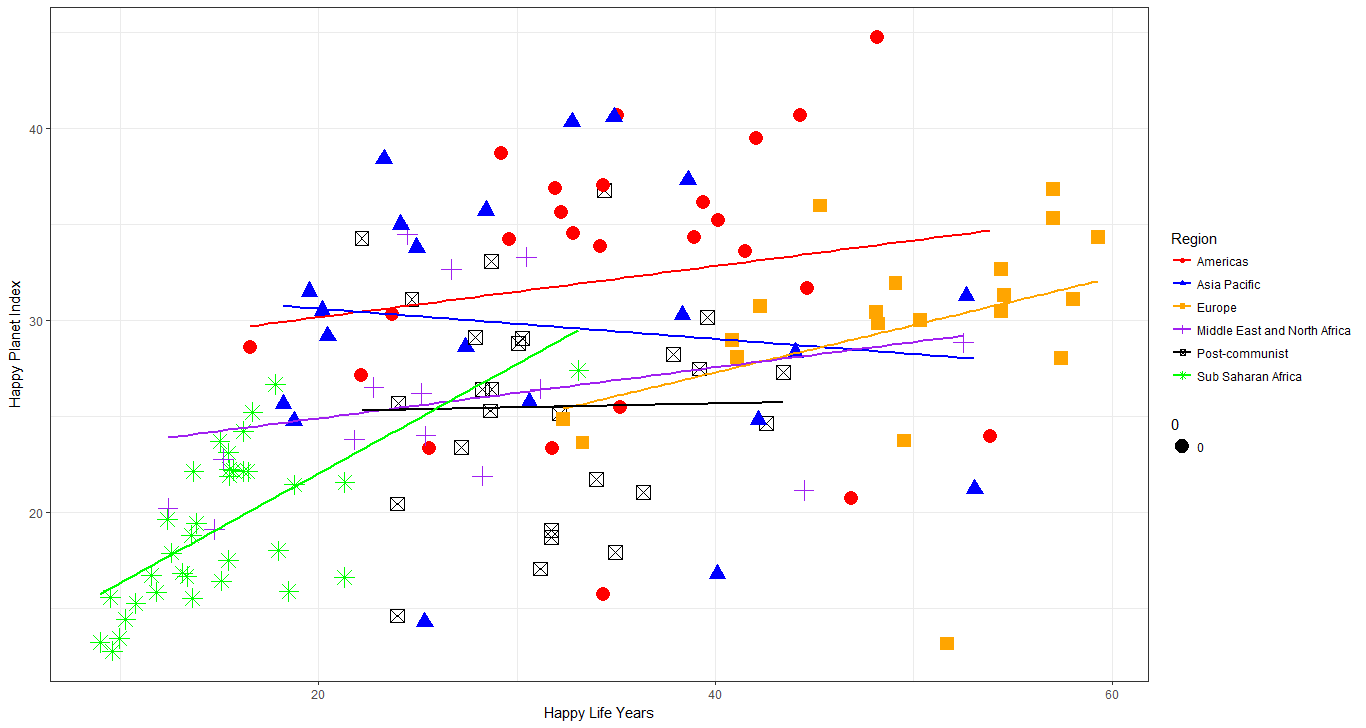 Happy Planet Index
40
30
20
20
40
60
Happy Life Years
Region
Americas
Asia Pacific
Europe
Middle East and North Africa
Post-communist
Sub Saharan Africa
0
0